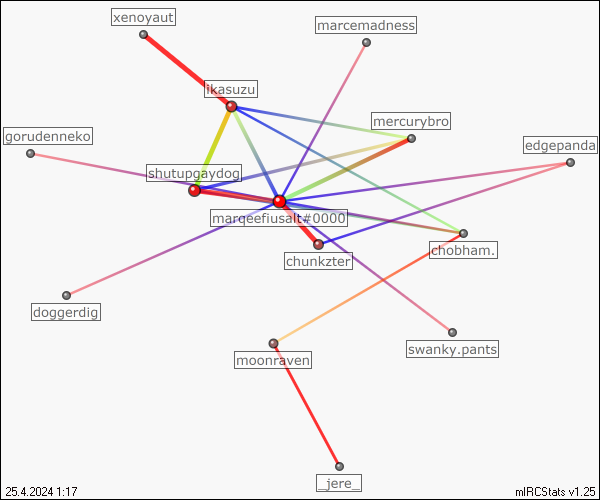 xenoyaut
marcemadness
ikasuzu
mercurybro
gorudenneko
edgepanda
shutupgaydog
marqeefiusalt#0000
chobham.
chunkzter
doggerdig
swanky.pants
moonraven
_jere_
25.4.2024 1:17
mIRCStats v1.25